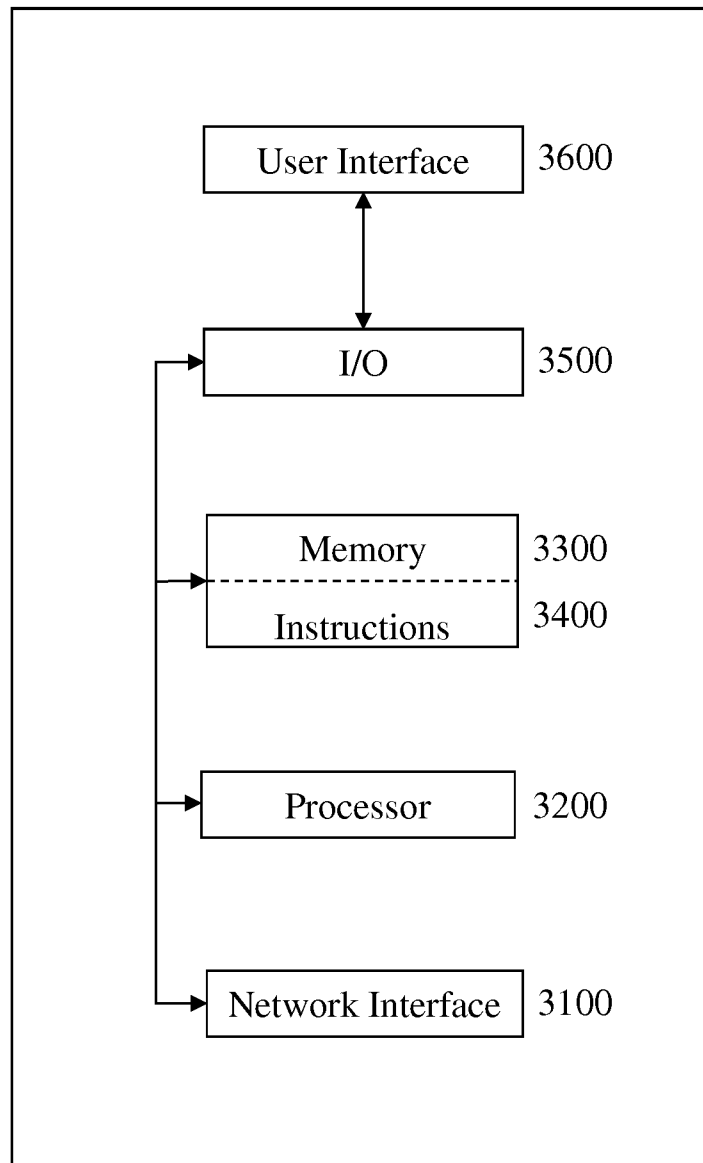 User Interface 3600
I/O 3500
Memory 3300
Instructions 3400
Processor 3200
Network Interface 3100